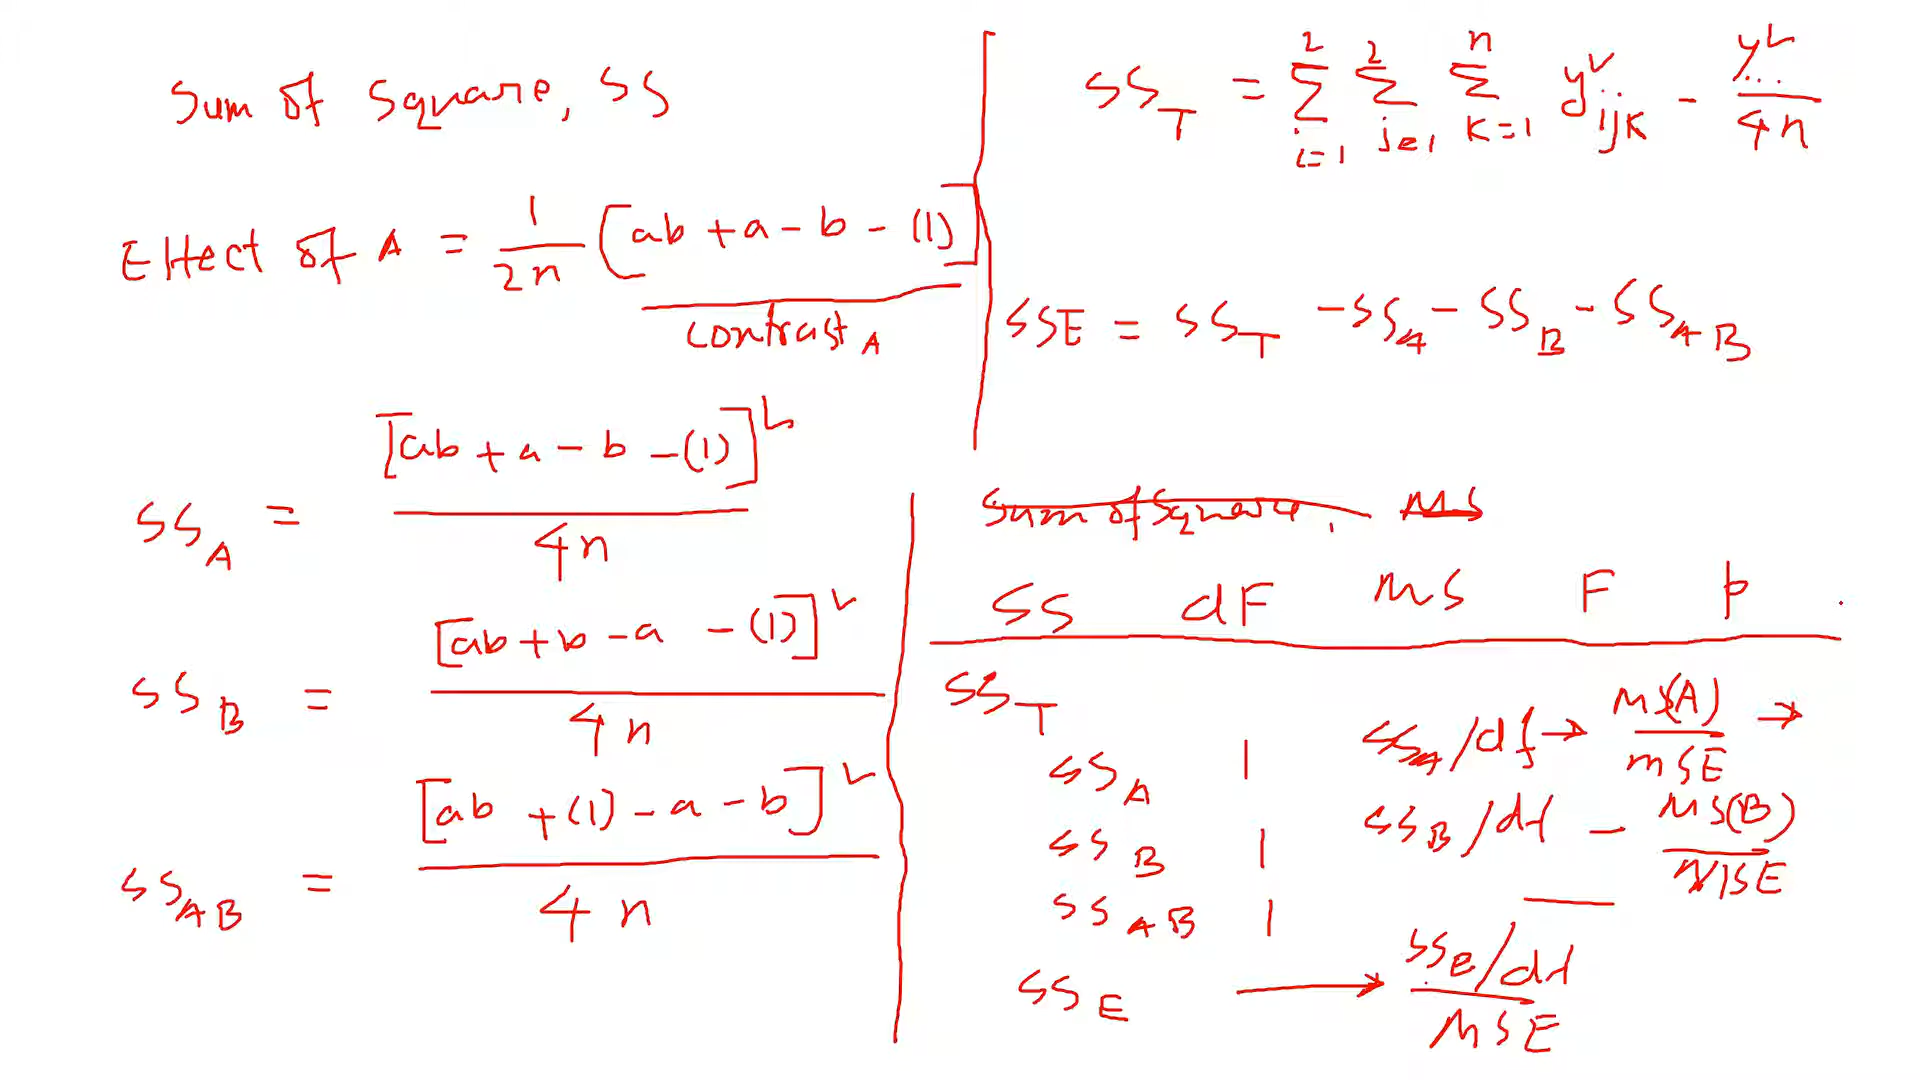 Sum of Square, SS
Effect of A = 1/2n [ab + a - b - (1)]
contrast A
SS_A = [ab + a - b - (1)]² / 4n
SS_B = [ab + b - a - (1)]² / 4n
SS_AB = [ab + (1) - a - b]² / 4n
SS_T = Σ_{i=1}^{2} Σ_{j=1}^{2} Σ_{k=1}^{n} y²_ijk - y²... / 4n
SSE = SS_T - SS_A - SS_B - SS_AB
Sum of Square, MS
SS dF MS F p
SS_T
SS_A 1 SS_A/df → MS(A)/MSE →
SS_B 1 SS_B/df - MS(B)/MSE
SS_AB 1 —
SS_E → SSe/df
MSE